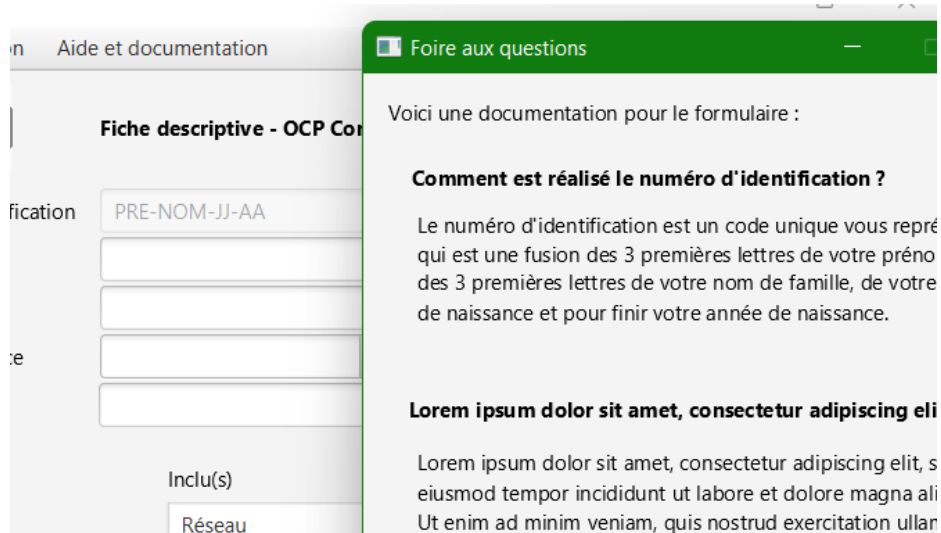 Aide et documentation
Fiche descriptive - OCP
PRE-NOM-JJ-AA
Inclu(s)
Réseau
Foire aux questions
Voici une documentation pour le formulaire :
Comment est réalisé le numéro d'identification ?
Le numéro d'identification est un code unique vous
qui est une fusion des 3 premières lettres de votre
des 3 premières lettres de votre nom de famille, de votre
de naissance et pour finir votre année de naissance.
Lorem ipsum dolor sit amet, consectetur adipiscing
Lorem ipsum dolor sit amet, consectetur adipiscing elit,
eiusmod tempor incididunt ut labore et dolore magna
Ut enim ad minim veniam, quis nostrud exercitation